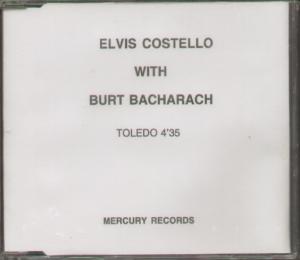 ELVIS COSTELLO
WITH
BURT BACHARACH
TOLEDO 4'35
MERCURY RECORDS